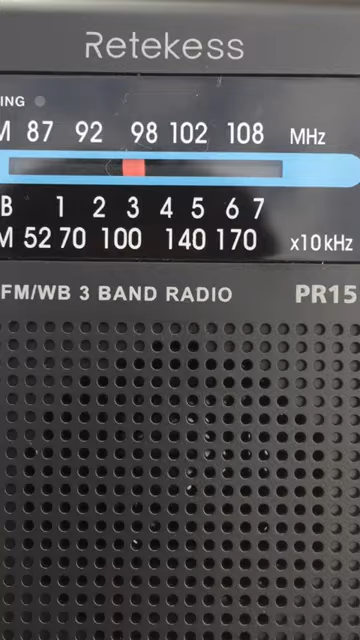 Retekess
ING
M 87 92 98 102 108 MHz
B 1 2 3 4 5 6 7
M 52 70 100 140 170 x10kHz
FM/WB 3 BAND RADIO PR15